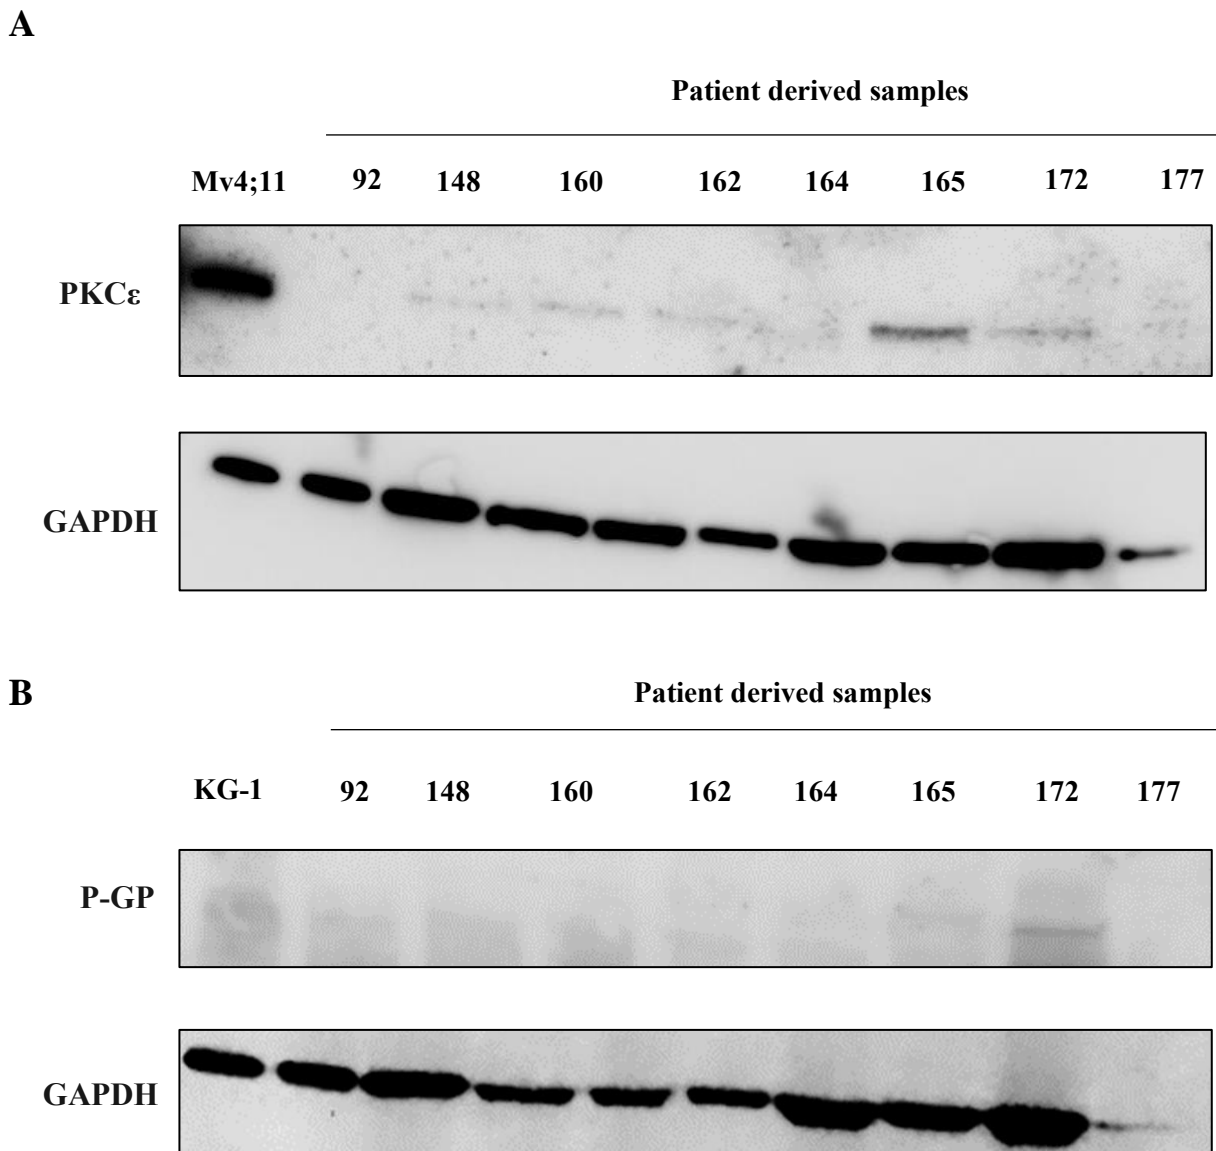 A
Patient derived samples
Mv4;11 92 148 160 162 164 165 172 177
PKCε
GAPDH
B
Patient derived samples
KG-1 92 148 160 162 164 165 172 177
P-GP
GAPDH